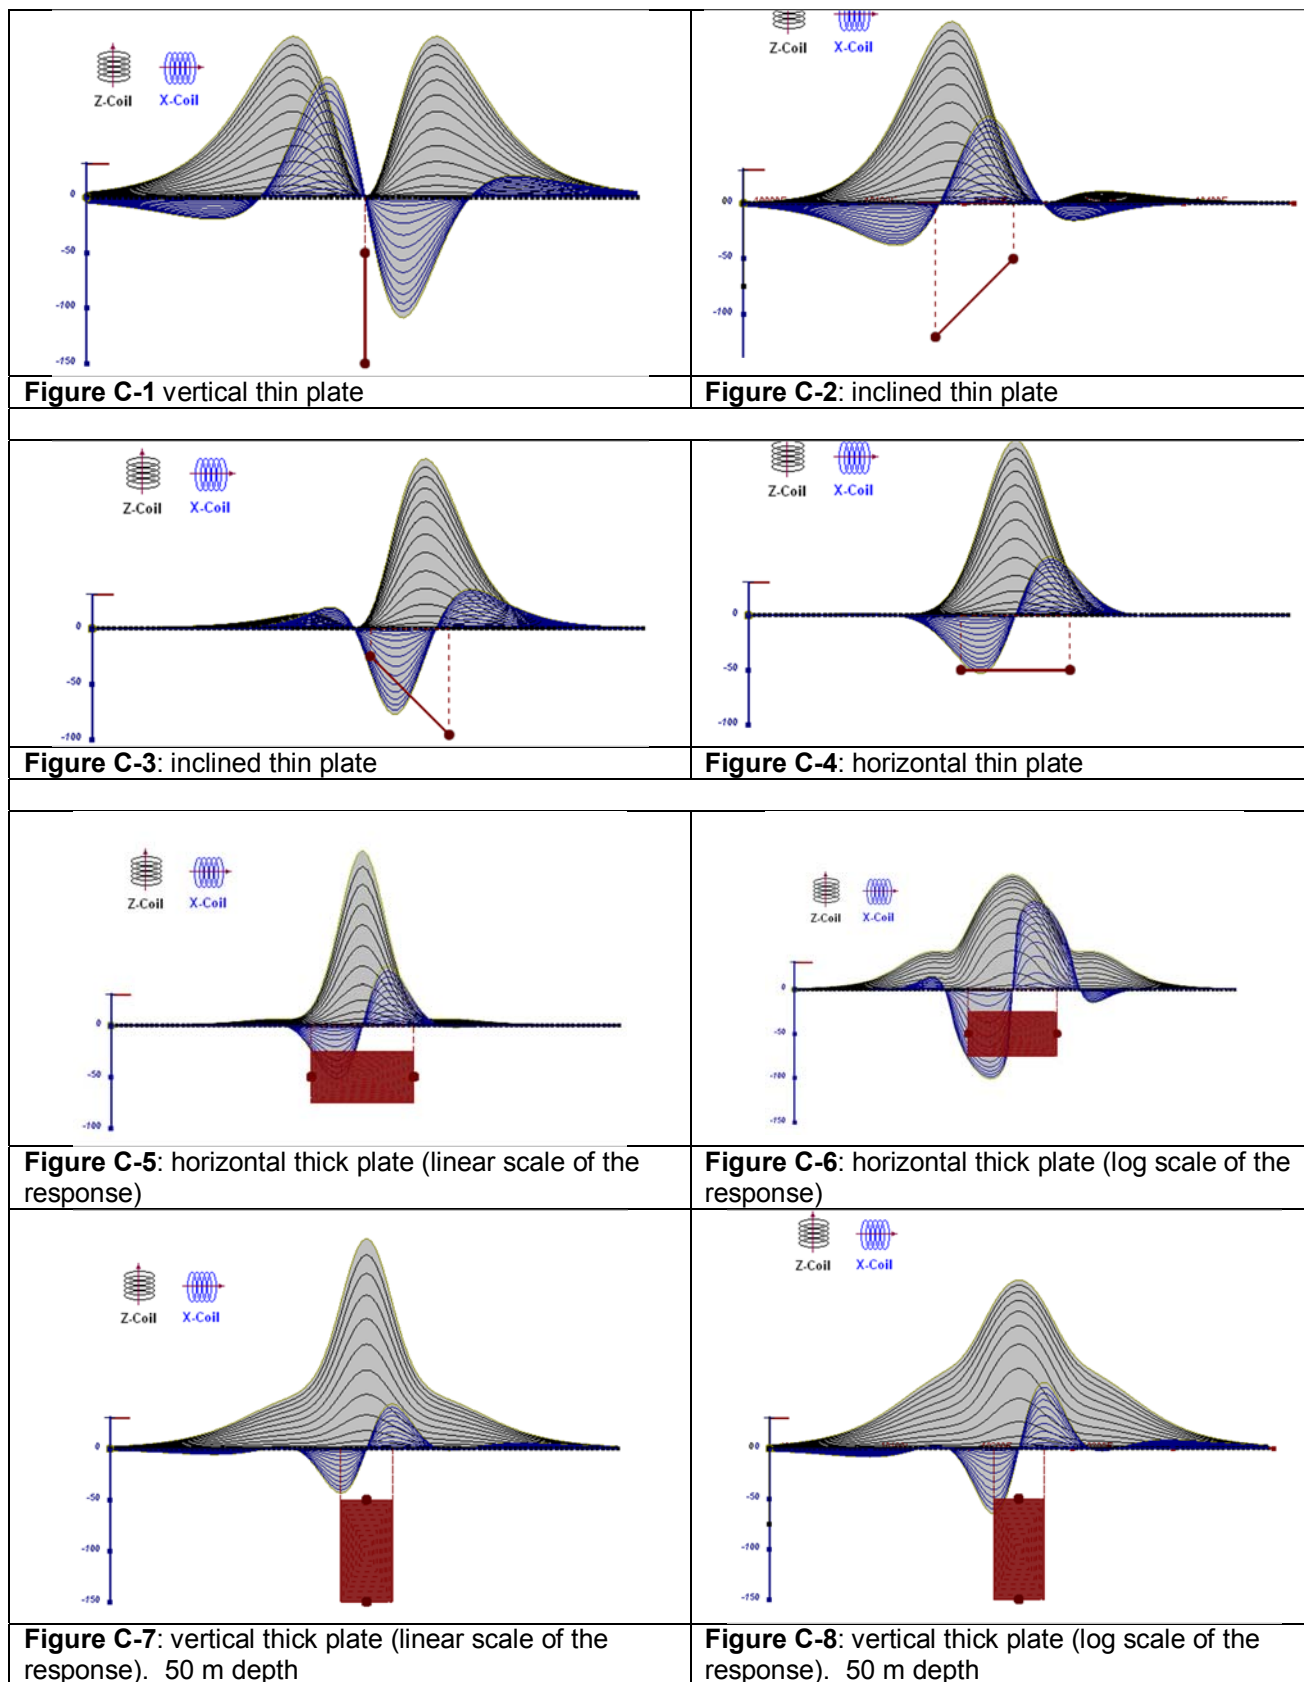 Z-Coil X-Coil
0
-50
-100
-150
Figure C-1 vertical thin plate
Z-Coil X-Coil
00
-50
-100
Figure C-2: inclined thin plate
Z-Coil X-Coil
0
-50
-100
Figure C-3: inclined thin plate
Z-Coil X-Coil
0
-50
-100
Figure C-4: horizontal thin plate
Z-Coil X-Coil
0
-50
-100
Figure C-5: horizontal thick plate (linear scale of the
response)
Z-Coil X-Coil
0
-50
-100
-150
Figure C-6: horizontal thick plate (log scale of the
response)
Z-Coil X-Coil
0
-50
-100
-150
Figure C-7: vertical thick plate (linear scale of the
response). 50 m depth
Z-Coil X-Coil
00
-50
-100
-150
Figure C-8: vertical thick plate (log scale of the
response). 50 m depth